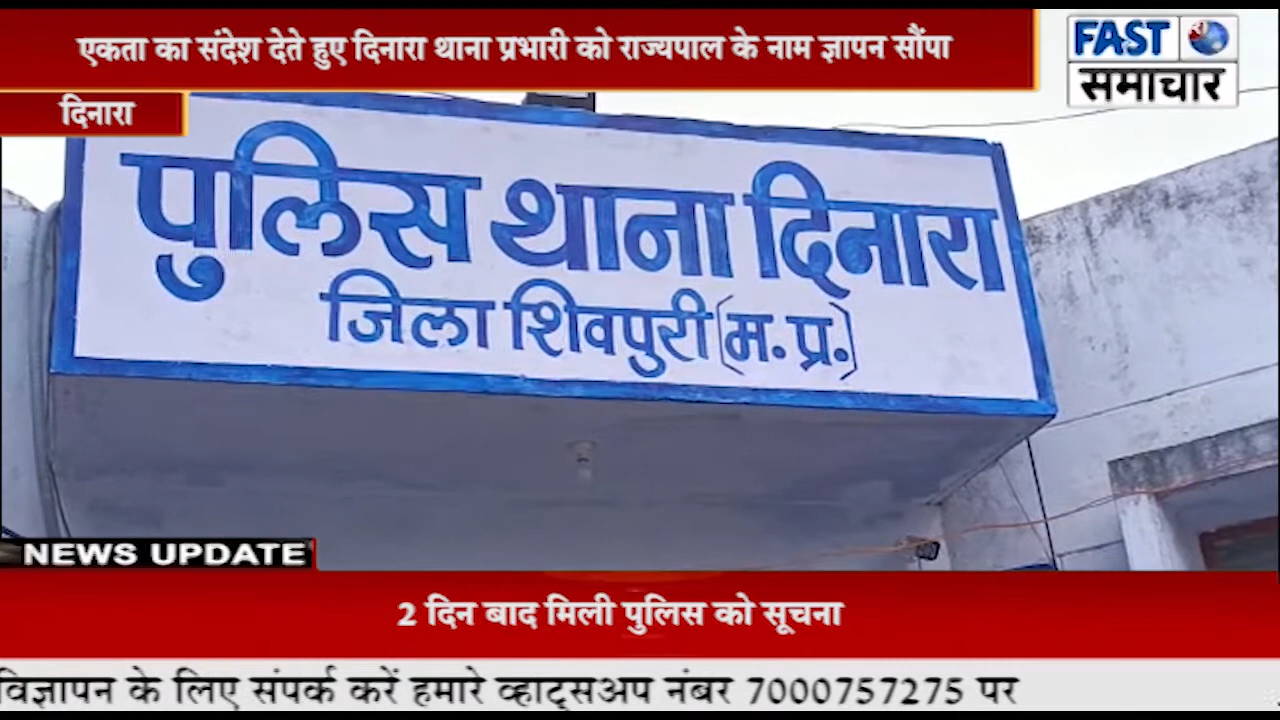 एकता का संदेश देते हुए दिनारा थाना प्रभारी को राज्यपाल के नाम ज्ञापन सौंपा
FAST
समाचार
दिनारा
पुलिस थाना दिनारा
जिला शिवपुरी (म. प्र.)
NEWS UPDATE
2 दिन बाद मिली पुलिस को सूचना
विज्ञापन के लिए संपर्क करें हमारे व्हाट्सअप नंबर 7000757275 पर